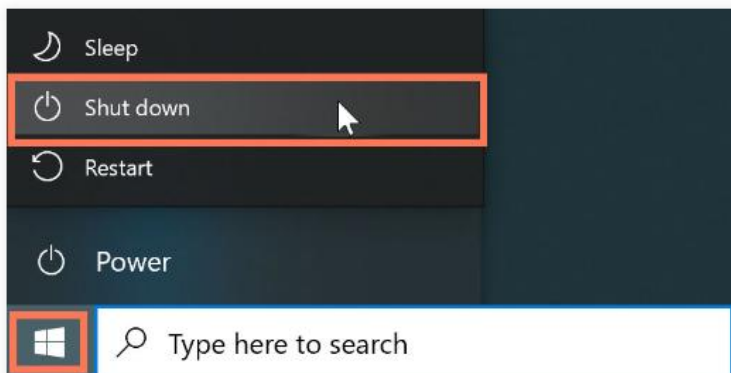 Sleep
Shut down
Restart
Power
Type here to search